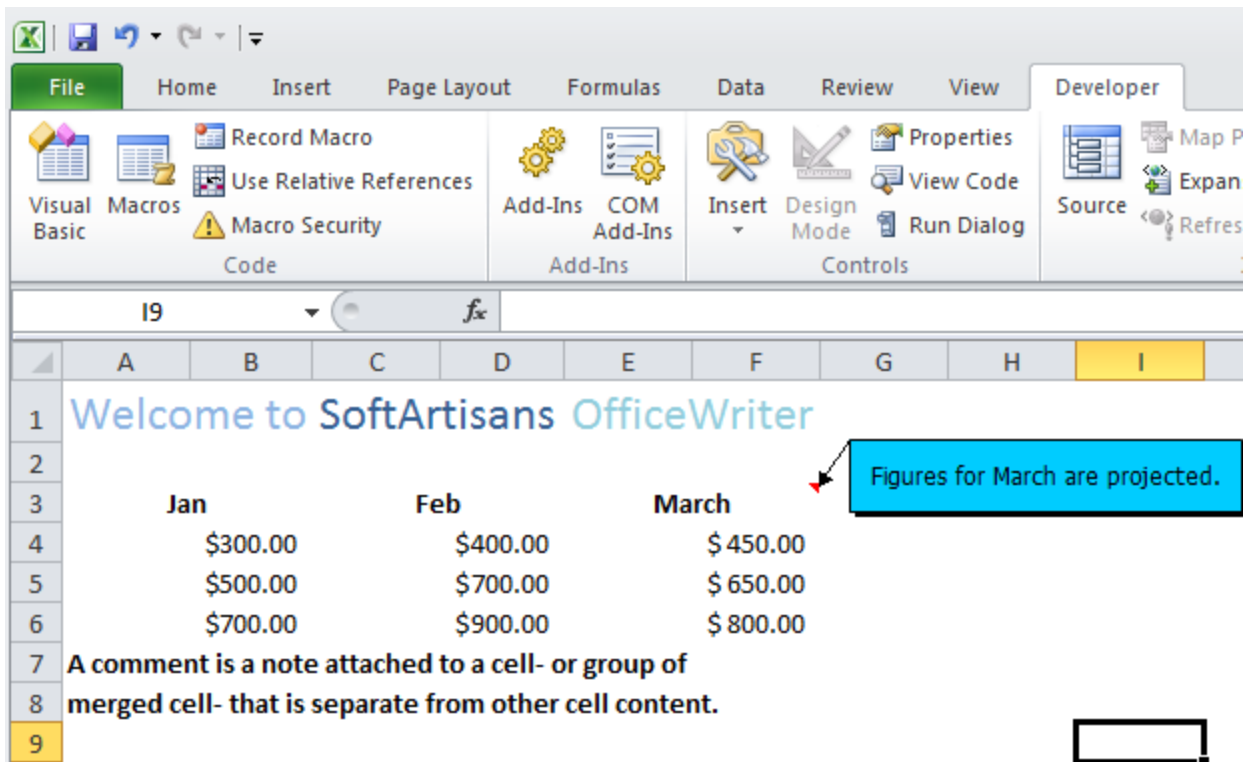 File Home Insert Page Layout Formulas Data Review View Developer
Record Macro Properties Map P
Use Relative References View Code Expan
Visual Macros Add-Ins COM Insert Design Source
Basic Macro Security Add-Ins Mode Run Dialog Refres
Code Add-Ins Controls
I9 fx
A B C D E F G H I
1 Welcome to SoftArtisans OfficeWriter
2
Figures for March are projected.
3 Jan Feb March
4 $300.00 $400.00 $ 450.00
5 $500.00 $700.00 $ 650.00
6 $700.00 $900.00 $ 800.00
7 A comment is a note attached to a cell- or group of
8 merged cell- that is separate from other cell content.
9